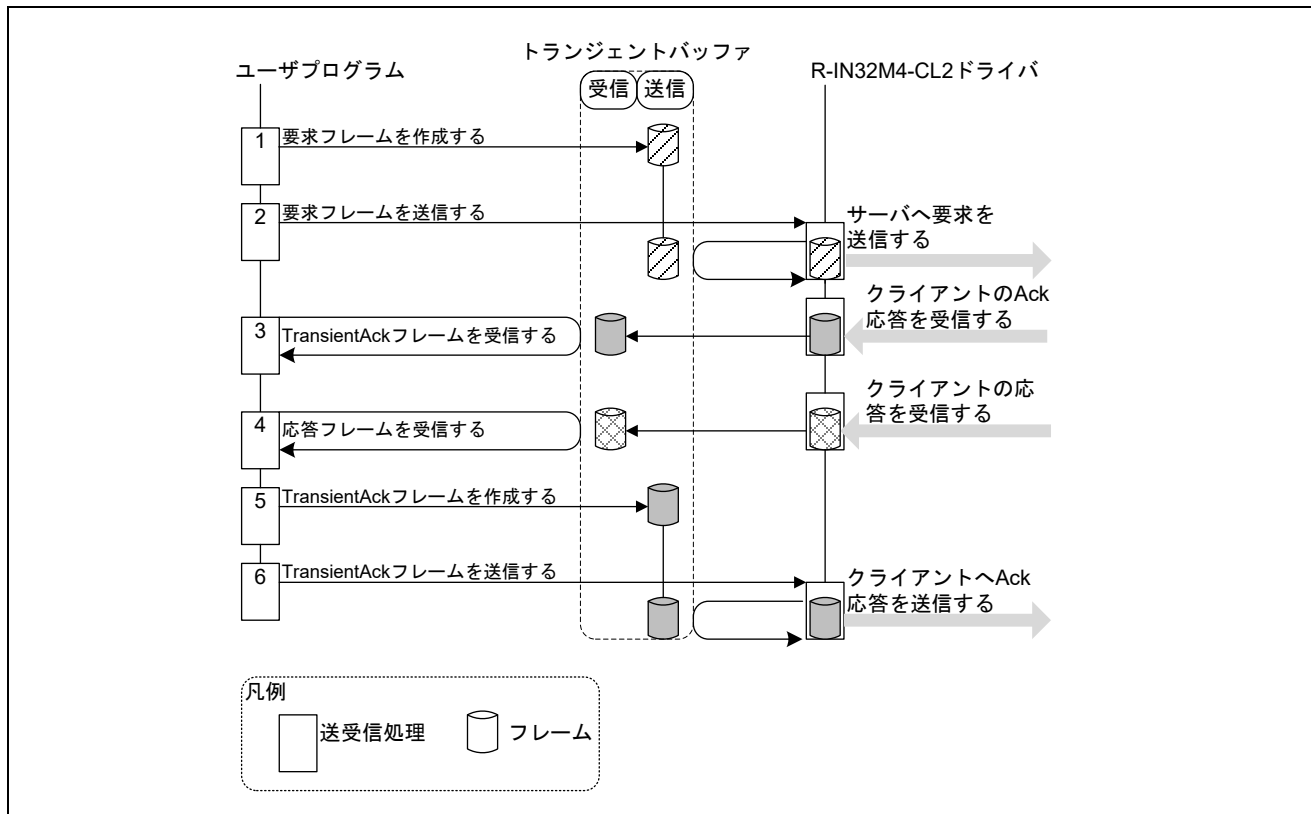 トランジェントバッファ
ユーザプログラム
R-IN32M4-CL2ドライバ
受信
送信
1
要求フレームを作成する
2
要求フレームを送信する
サーバへ要求を
送信する
クライアントのAck
応答を受信する
3
TransientAckフレームを受信する
クライアントの応
答を受信する
4
応答フレームを受信する
5
TransientAckフレームを作成する
6
TransientAckフレームを送信する
クライアントへAck
応答を送信する
凡例
送受信処理
フレーム